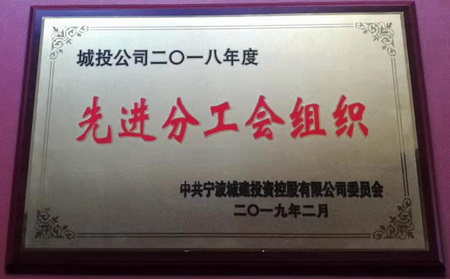 城投公司二〇一八年度
先进分工会组织
中共宁波城建投资控股有限公司委员会
二〇一九年二月